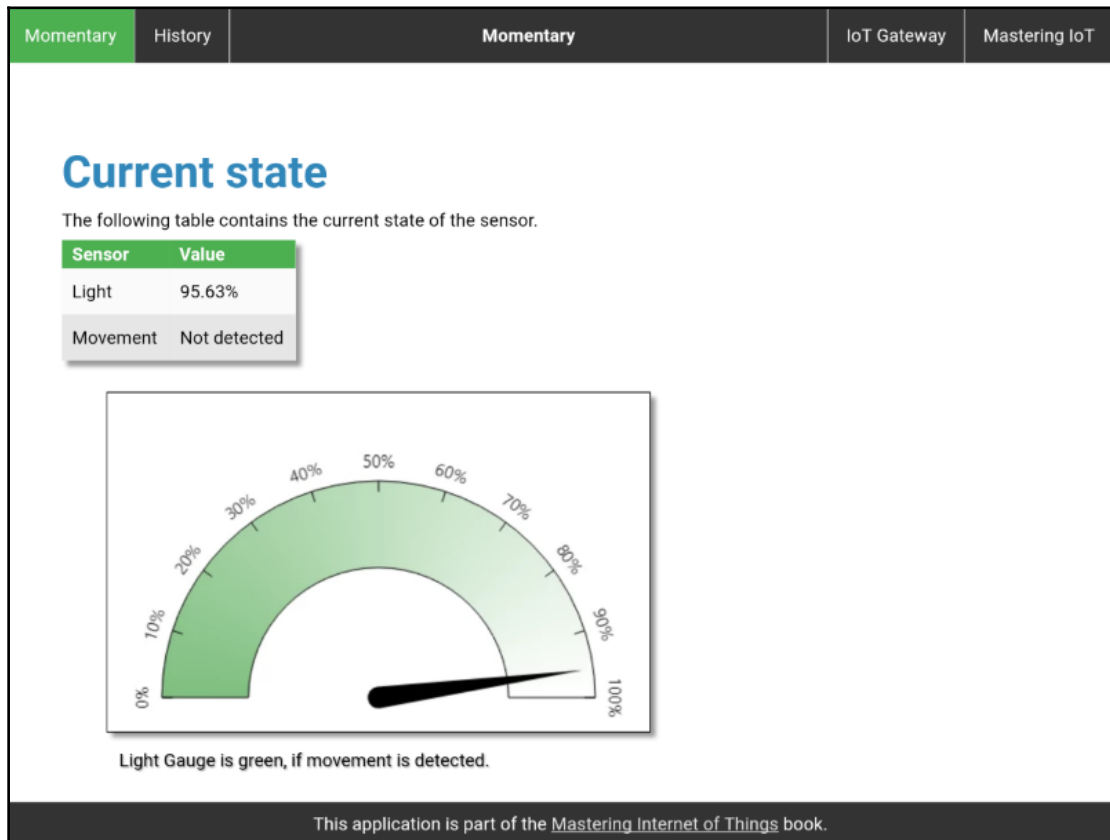 Momentary History Momentary IoT Gateway Mastering IoT
Current state
The following table contains the current state of the sensor.
Sensor Value
Light 95.63%
Movement Not detected
0%
10%
20%
30%
40%
50%
60%
70%
80%
90%
100%
Light Gauge is green, if movement is detected.
This application is part of the Mastering Internet of Things book.